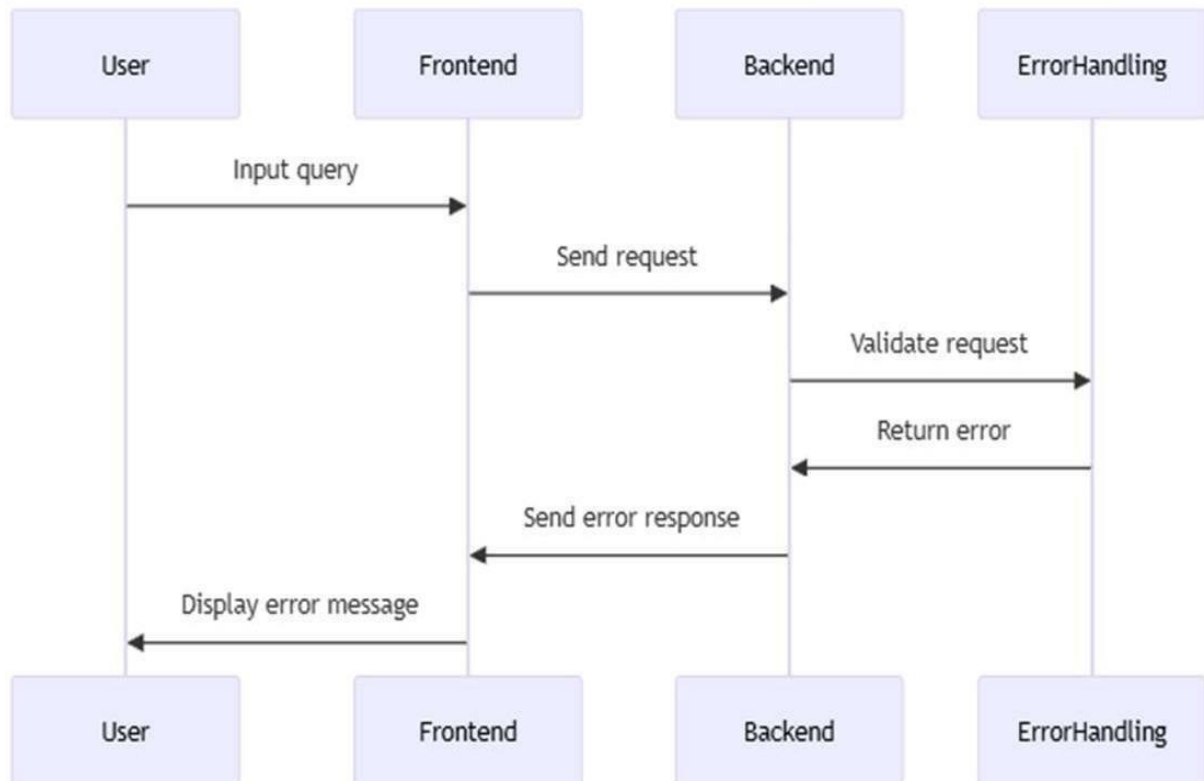 User Frontend Backend ErrorHandling
Input query
Send request
Validate request
Return error
Send error response
Display error message
User Frontend Backend ErrorHandling